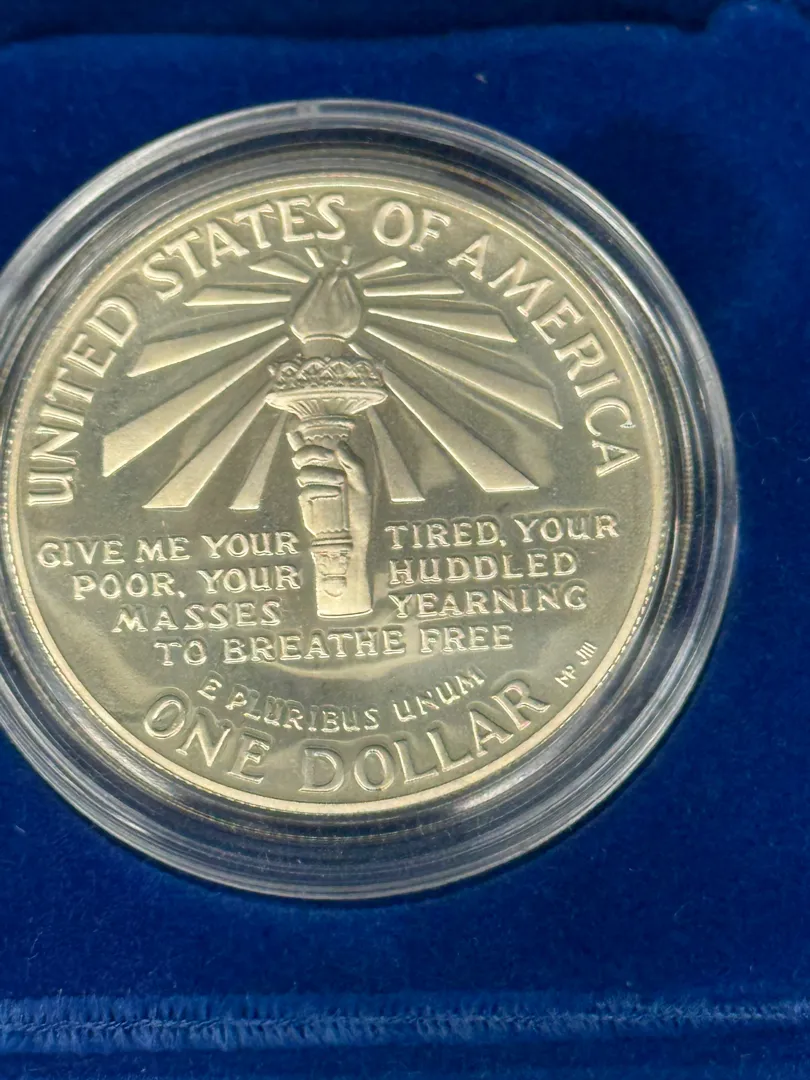 UNITED STATES OF AMERICA
GIVE ME YOUR TIRED, YOUR
POOR, YOUR HUDDLED
MASSES YEARNING
TO BREATHE FREE
E PLURIBUS UNUM
ONE DOLLAR